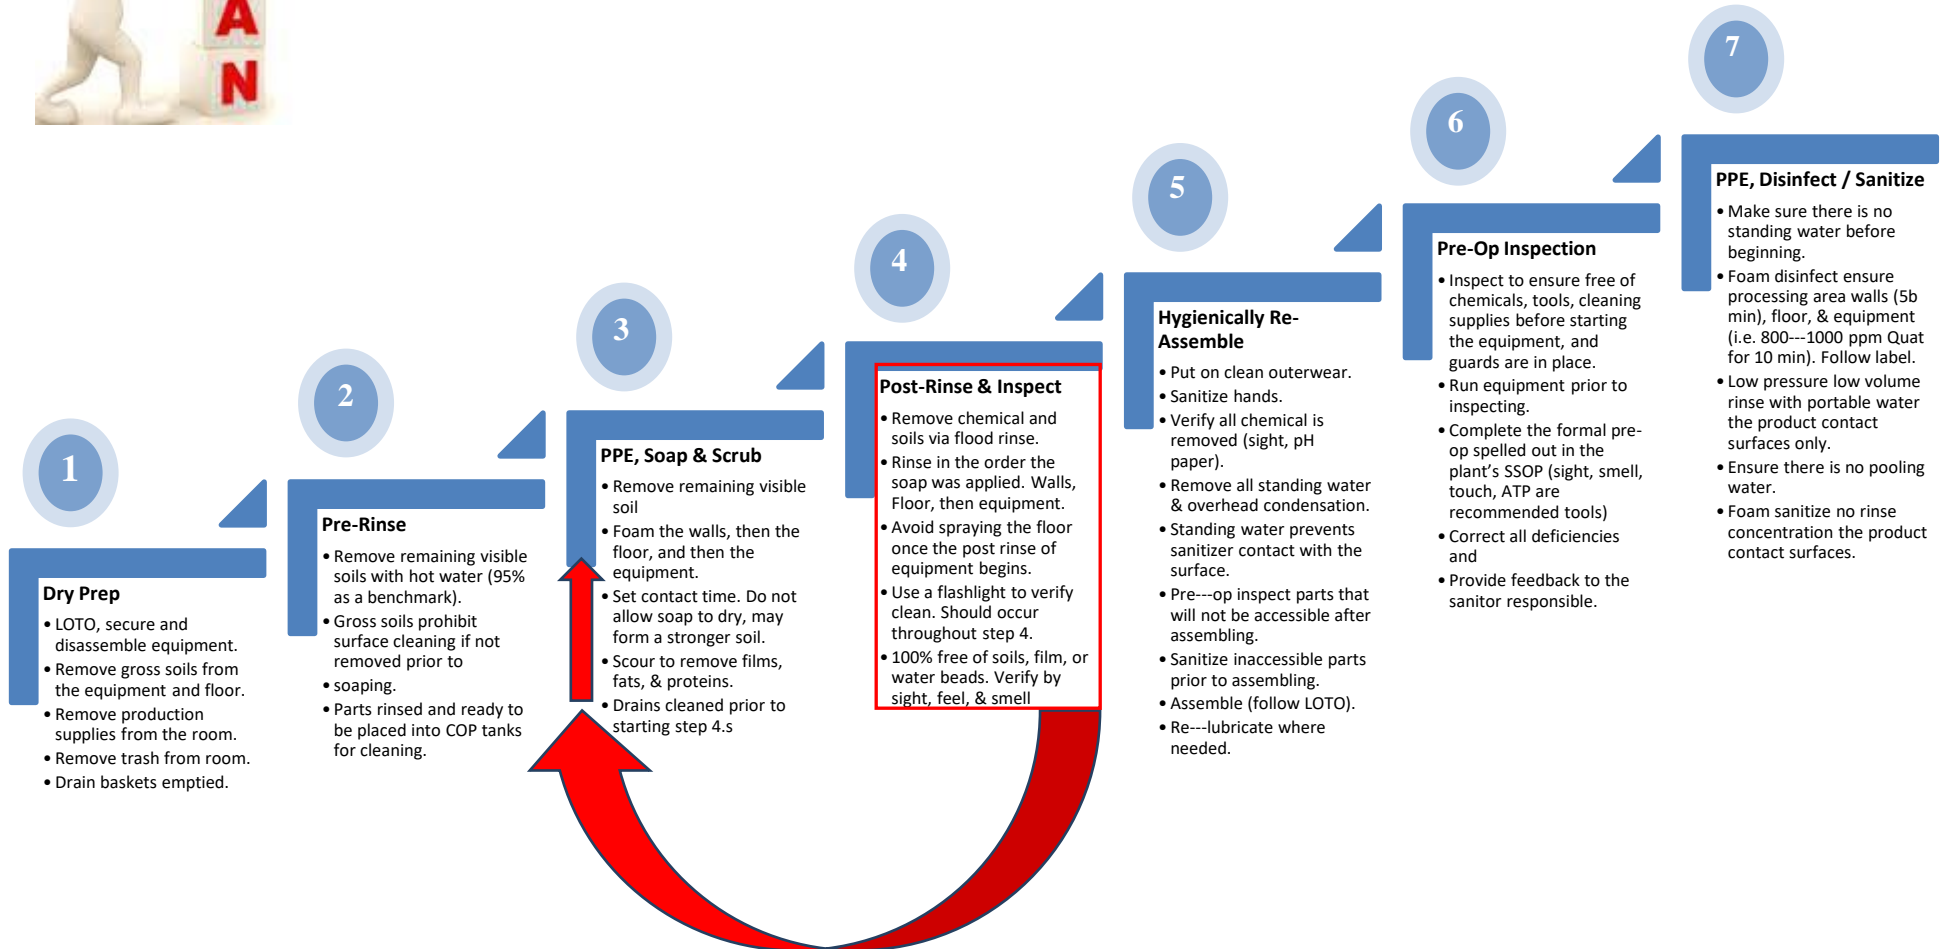 A
N
1
Dry Prep
• LOTO, secure and
disassemble equipment.
• Remove gross soils from
the equipment and floor.
• Remove production
supplies from the room.
• Remove trash from room.
• Drain baskets emptied.
2
Pre-Rinse
• Remove remaining visible
soils with hot water (95%
as a benchmark).
• Gross soils prohibit
surface cleaning if not
removed prior to
• soaping.
• Parts rinsed and ready to
be placed into COP tanks
for cleaning.
3
PPE, Soap & Scrub
• Remove remaining visible
soil
• Foam the walls, then the
floor, and then the
equipment.
• Set contact time. Do not
allow soap to dry, may
form a stronger soil.
• Scour to remove films,
fats, & proteins.
• Drains cleaned prior to
starting step 4.s
4
Post-Rinse & Inspect
• Remove chemical and
soils via flood rinse.
• Rinse in the order the
soap was applied. Walls,
Floor, then equipment.
• Avoid spraying the floor
once the post rinse of
equipment begins.
• Use a flashlight to verify
clean. Should occur
throughout step 4.
• 100% free of soils, film, or
water beads. Verify by
sight, feel, & smell
5
Hygienically Re-
Assemble
• Put on clean outerwear.
• Sanitize hands.
• Verify all chemical is
removed (sight, pH
paper).
• Remove all standing water
& overhead condensation.
• Standing water prevents
sanitizer contact with the
surface.
• Pre---op inspect parts that
will not be accessible after
assembling.
• Sanitize inaccessible parts
prior to assembling.
• Assemble (follow LOTO).
• Re---lubricate where
needed.
6
Pre-Op Inspection
• Inspect to ensure free of
chemicals, tools, cleaning
supplies before starting
the equipment, and
guards are in place.
• Run equipment prior to
inspecting.
• Complete the formal pre-
op spelled out in the
plant's SSOP (sight, smell,
touch, ATP are
recommended tools)
• Correct all deficiencies
and
• Provide feedback to the
sanitor responsible.
7
PPE, Disinfect / Sanitize
• Make sure there is no
standing water before
beginning.
• Foam disinfect ensure
processing area walls (5b
min), floor, & equipment
(i.e. 800---1000 ppm Quat
for 10 min). Follow label.
• Low pressure low volume
rinse with portable water
the product contact
surfaces only.
• Ensure there is no pooling
water.
• Foam sanitize no rinse
concentration the product
contact surfaces.